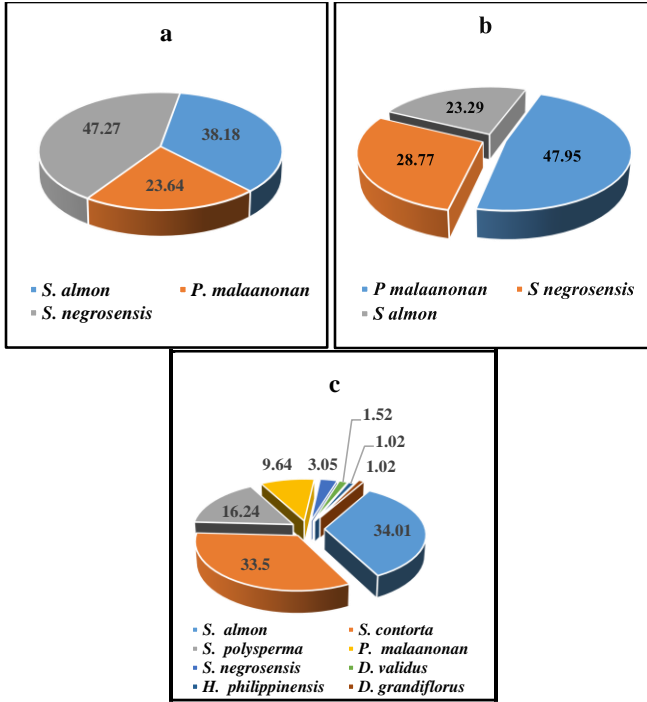 a
47.27
38.18
23.64
S. almon P. malaanonan
S. negrosensis
b
23.29
28.77
47.95
P malaanonan S negrosensis
S almon
c
1.52
1.02
9.64 3.05 1.02
16.24
34.01
33.5
S. almon S. contorta
S. polysperma P. malaanonan
S. negrosensis D. validus
H. philippinensis D. grandiflorus